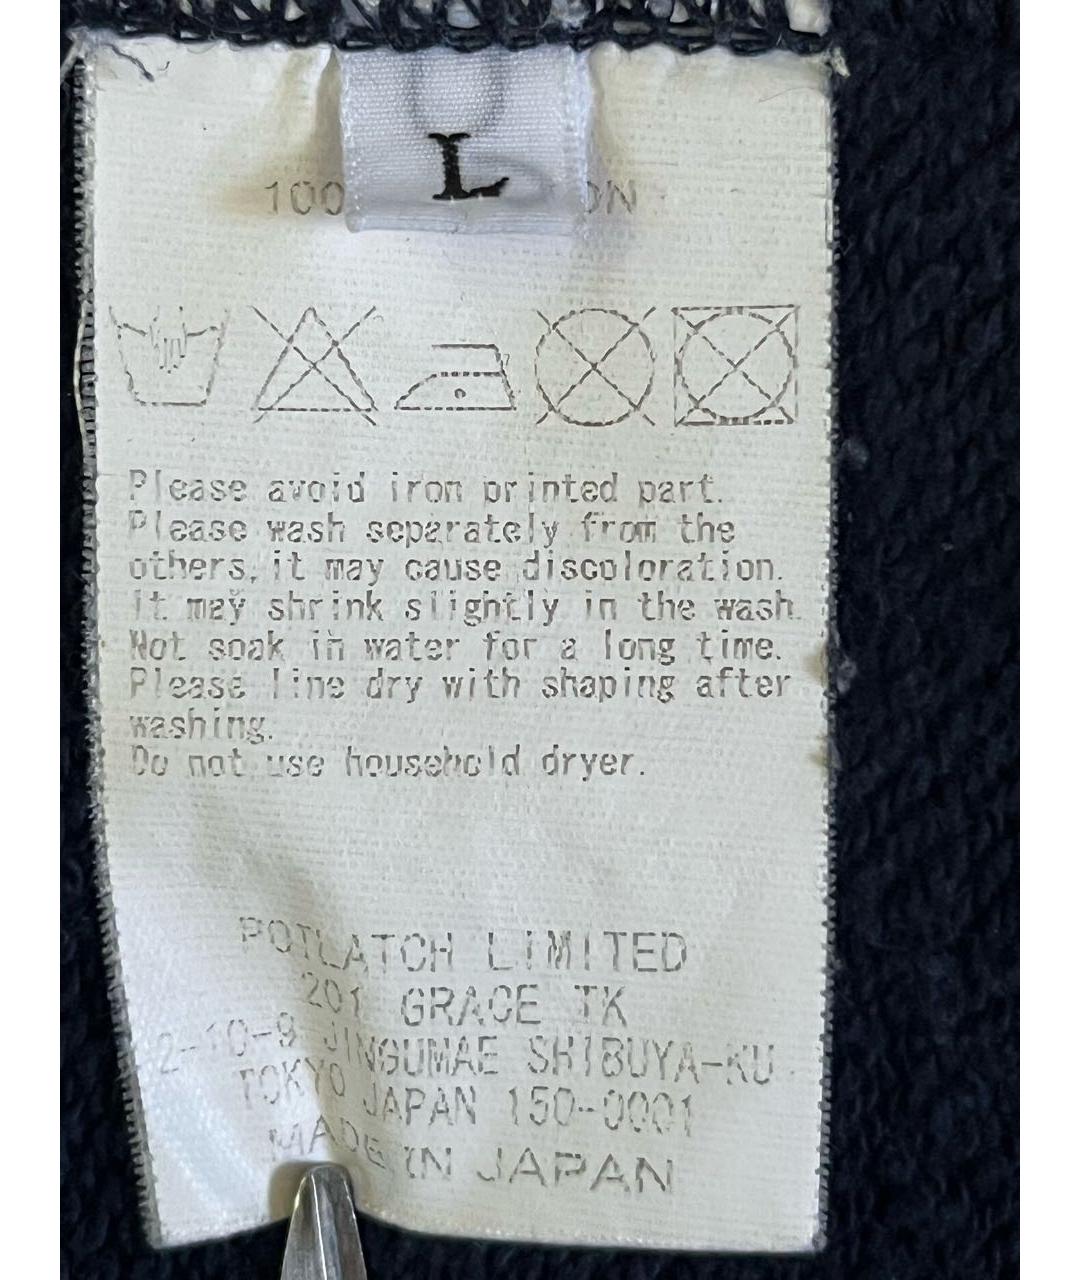 L
100 ON
Please avoid iron printed part.
Please wash separately from the
others, it may cause discoloration.
It may shrink slightly in the wash.
Not soak in water for a long time.
Please line dry with shaping after
washing.
Do not use household dryer.
POTLATCH LIMITED
201 GRACE TK
2-10-9 JINGUMAE SHIBUYA-KU
TOKYO JAPAN 150-0001
MADE IN JAPAN